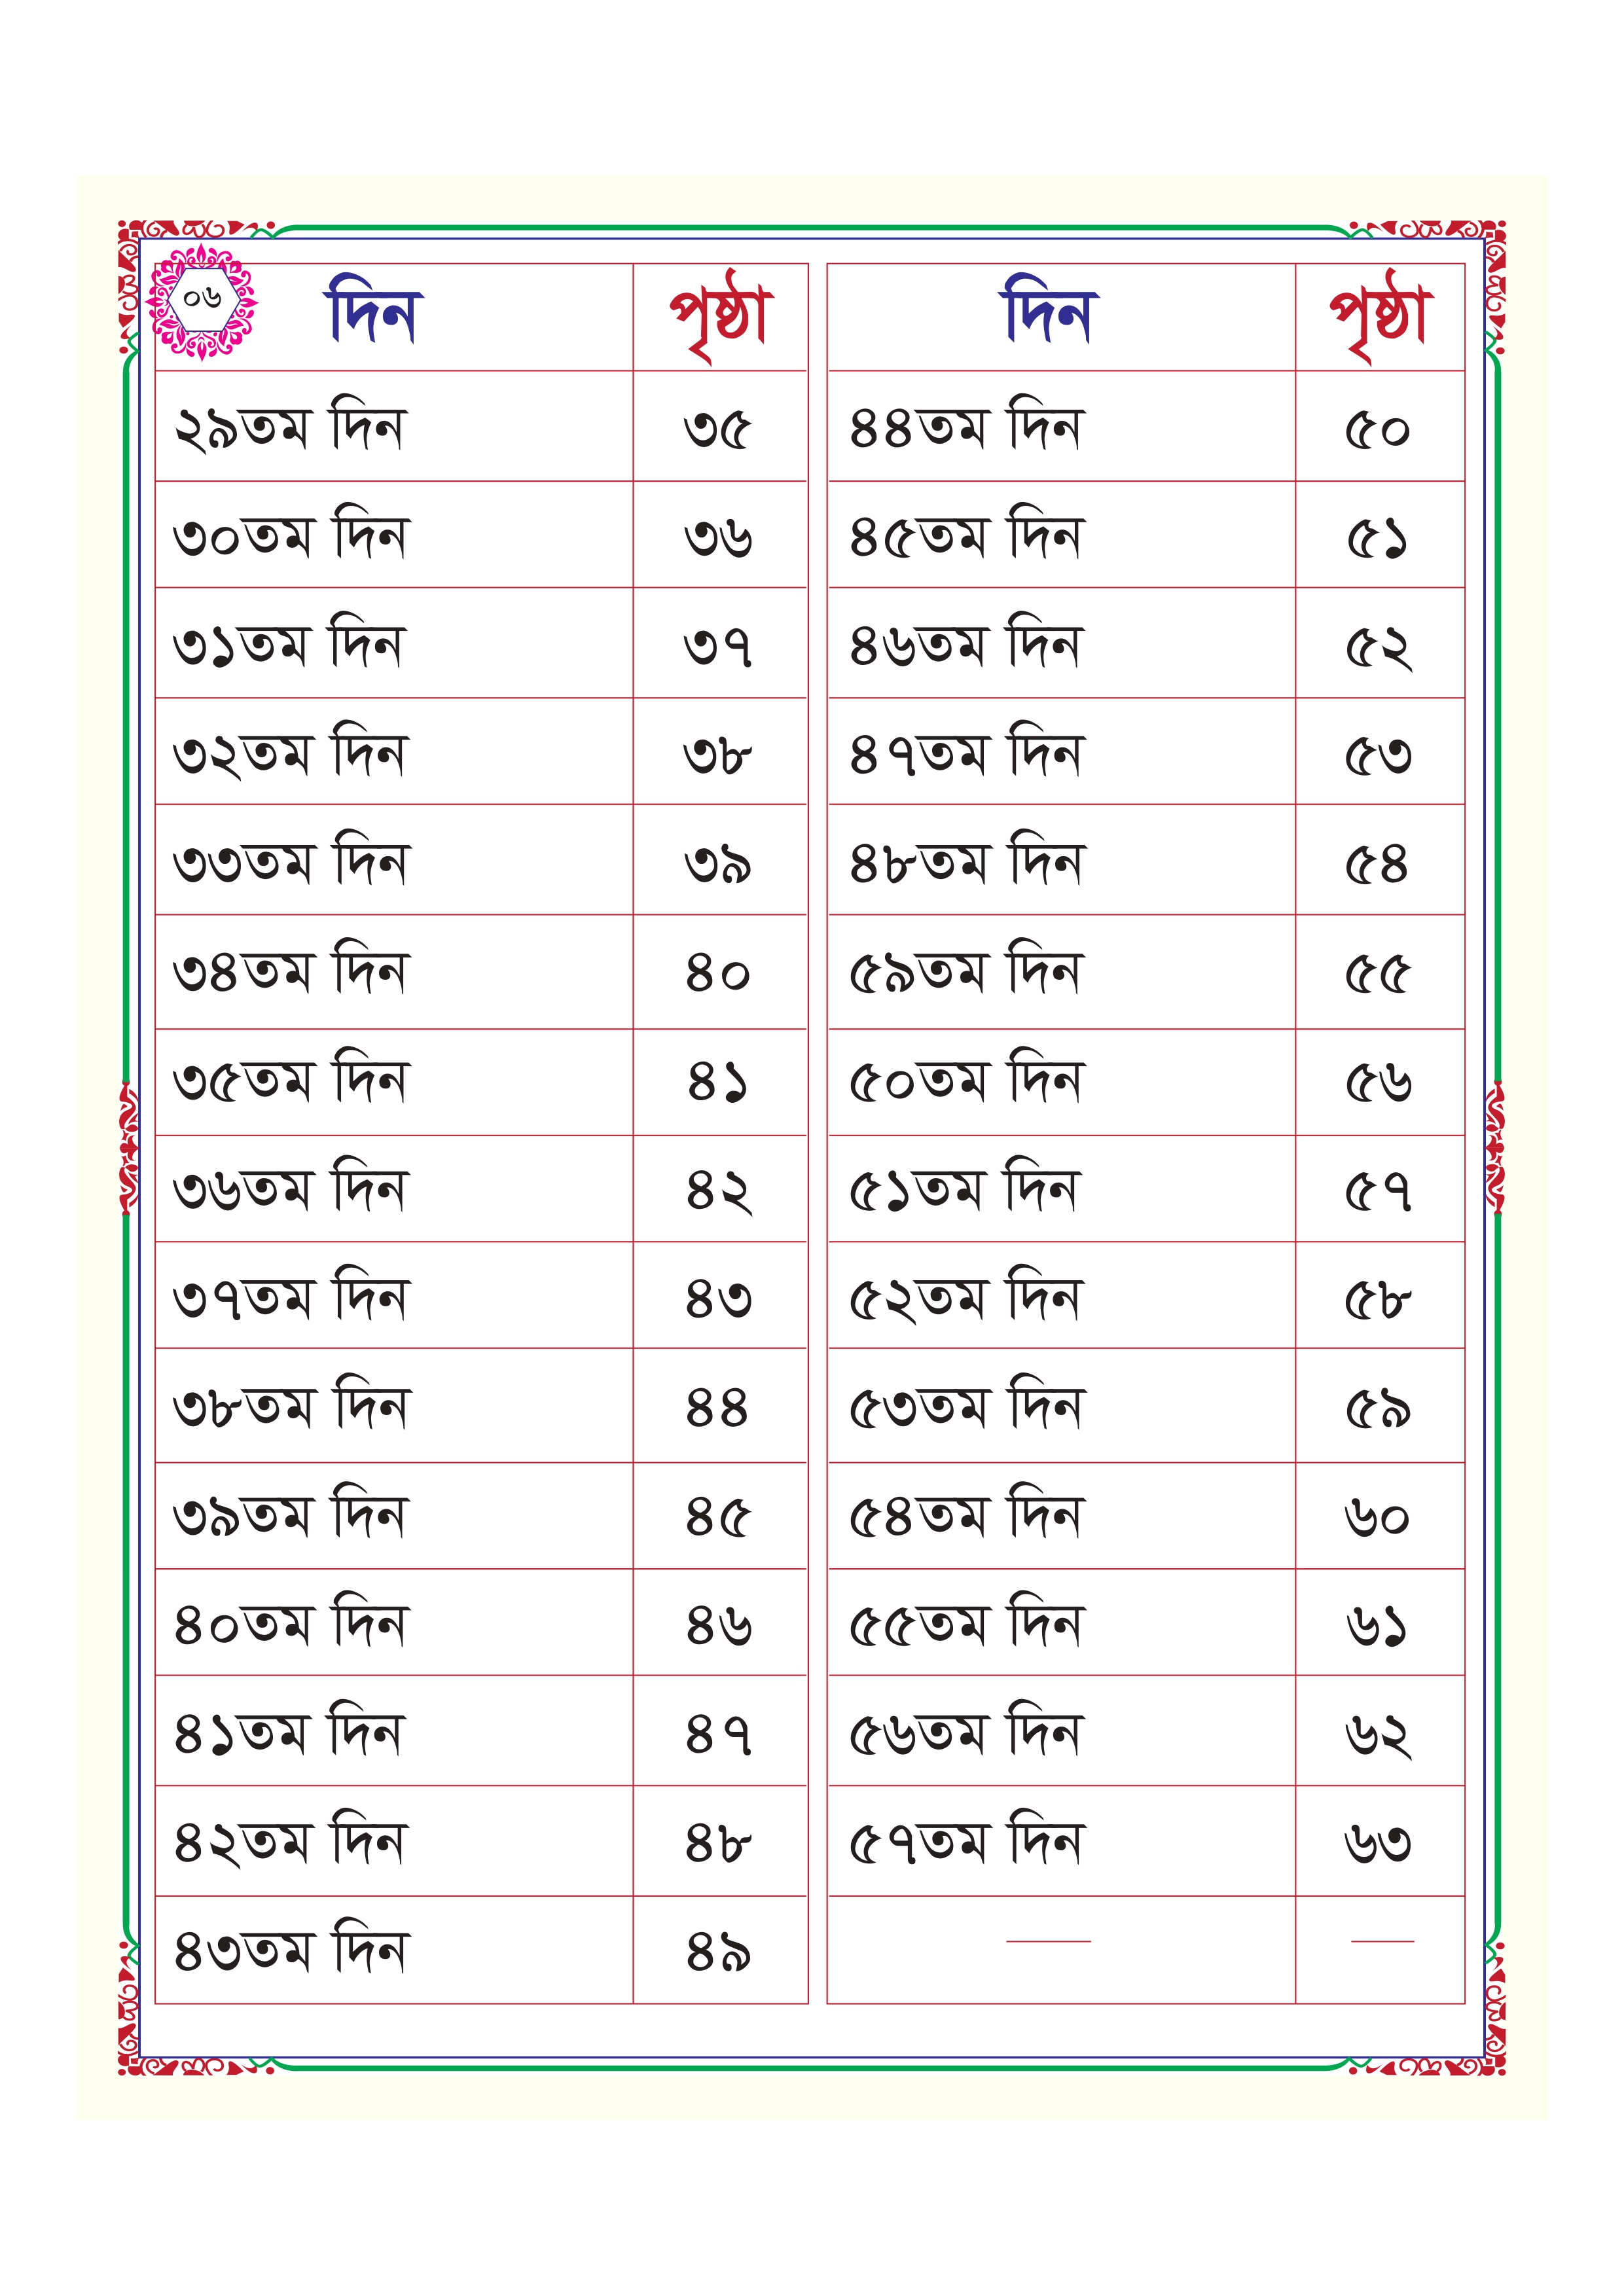 ০৬
দিন পৃষ্ঠা দিন পৃষ্ঠা
২৯তম দিন ৩৫ ৪৪তম দিন ৫০
৩০তম দিন ৩৬ ৪৫তম দিন ৫১
৩১তম দিন ৩৭ ৪৬তম দিন ৫২
৩২তম দিন ৩৮ ৪৭তম দিন ৫৩
৩৩তম দিন ৩৯ ৪৮তম দিন ৫৪
৩৪তম দিন ৪০ ৫৯তম দিন ৫৫
৩৫তম দিন ৪১ ৫০তম দিন ৫৬
৩৬তম দিন ৪২ ৫১তম দিন ৫৭
৩৭তম দিন ৪৩ ৫২তম দিন ৫৮
৩৮তম দিন ৪৪ ৫৩তম দিন ৫৯
৩৯তম দিন ৪৫ ৫৪তম দিন ৬০
৪০তম দিন ৪৬ ৫৫তম দিন ৬১
৪১তম দিন ৪৭ ৫৬তম দিন ৬২
৪২তম দিন ৪৮ ৫৭তম দিন ৬৩
৪৩তম দিন ৪৯ — —